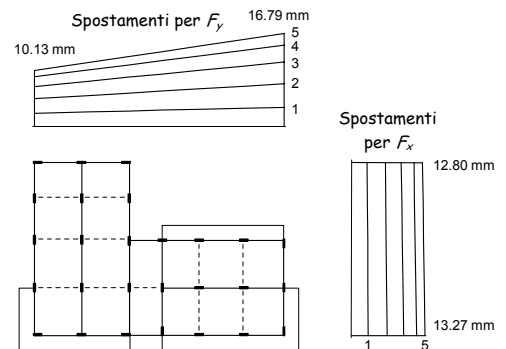 Spostamenti per Fy
16.79 mm
10.13 mm
5
4
3
2
1
Spostamenti
per Fx
12.80 mm
13.27 mm
1
5